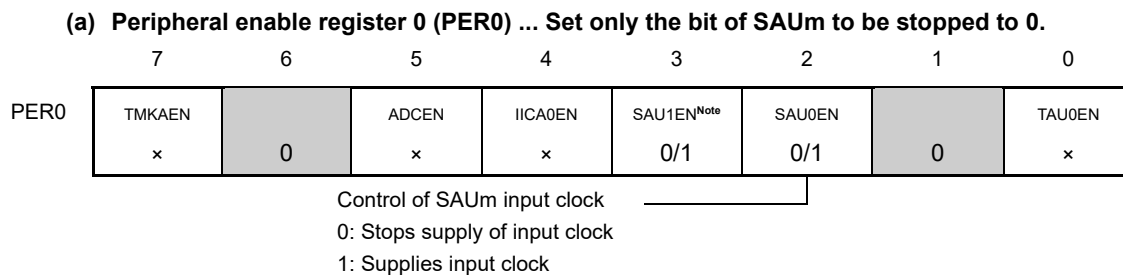 (a) Peripheral enable register 0 (PER0) ... Set only the bit of SAUm to be stopped to 0.
7 6 5 4 3 2 1 0
PER0 TMKAEN ADCEN IICA0EN SAU1EN^Note SAU0EN TAU0EN
× 0 × × 0/1 0/1 0 ×
Control of SAUm input clock
0: Stops supply of input clock
1: Supplies input clock